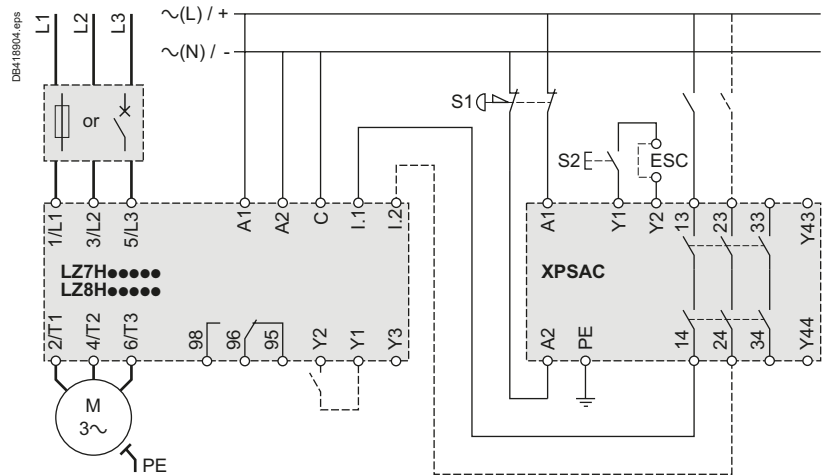 DB418904.eps
L1
L2
L3
(L) / +
(N) / -
or
S1
S2
ESC
1/L1
3/L2
5/L3
A1
A2
C
I.1
I.2
A1
Y1
Y2
13
23
33
Y43
LZ7H●●●●●
LZ8H●●●●●
XPSAC
2/T1
4/T2
6/T3
98
96
95
Y2
Y1
Y3
A2
PE
14
24
34
Y44
M
3~
PE